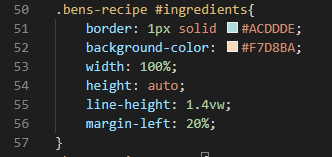 50 .bens-recipe #ingredients{
51 border: 1px solid #ACDDDE;
52 background-color: #F7D8BA;
53 width: 100%;
54 height: auto;
55 line-height: 1.4vw;
56 margin-left: 20%;
57 }